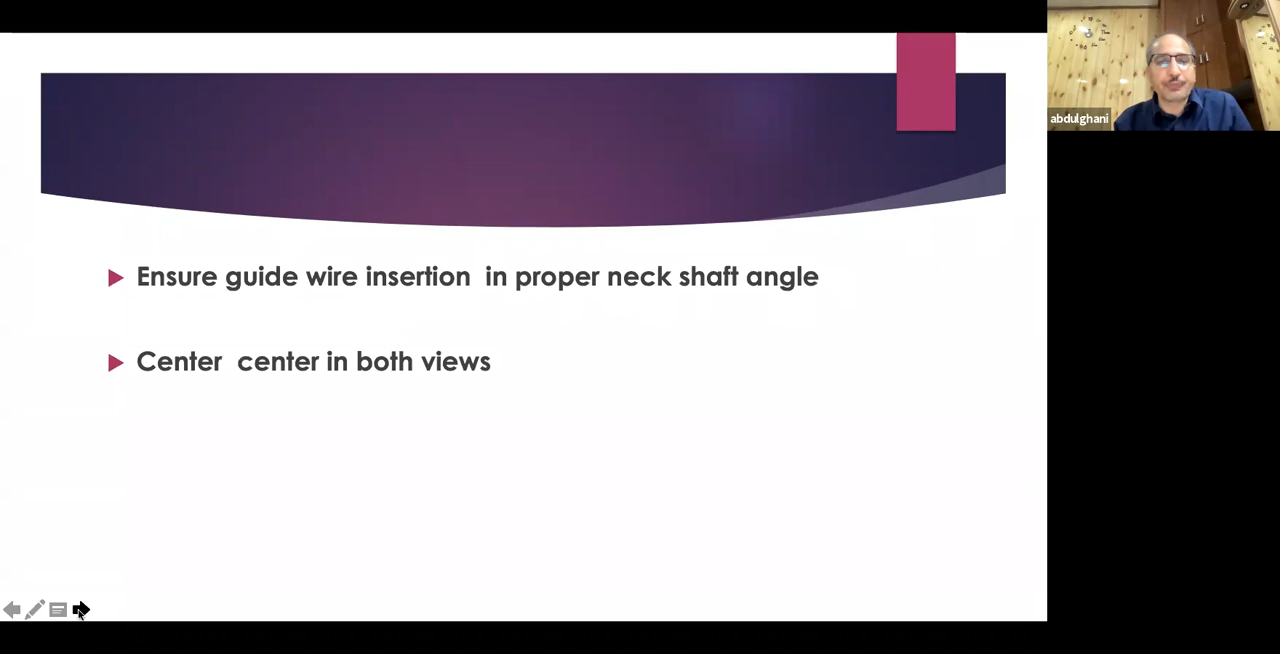 Ensure guide wire insertion  in proper neck shaft angle
Center  center in both views
abdulghani